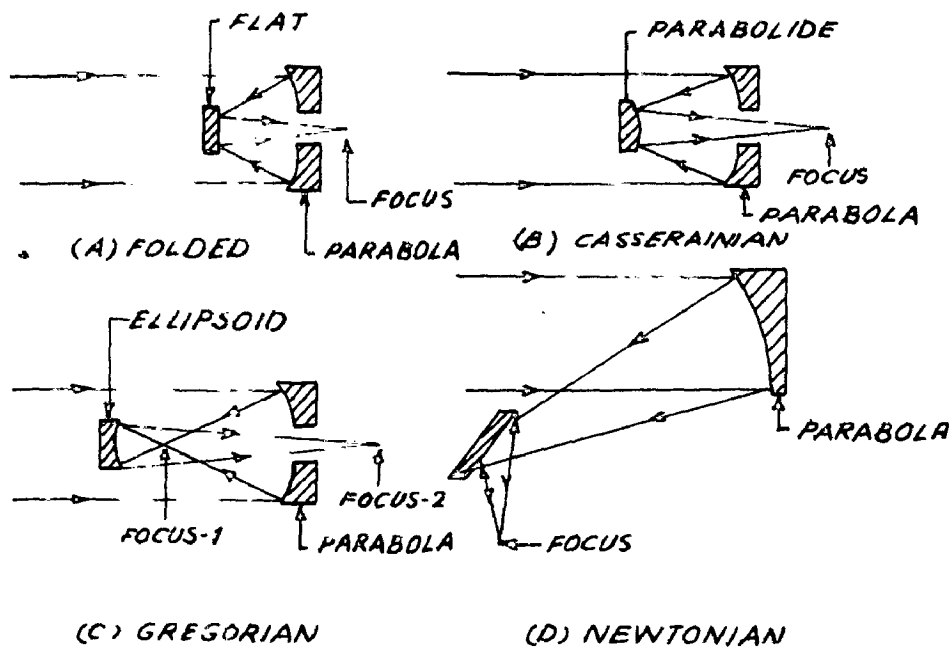 FLAT
FOCUS
PARABOLA
(A) FOLDED
PARABOLIDE
FOCUS
PARABOLA
(B) CASSERAINIAN
ELLIPSOID
FOCUS-1
FOCUS-2
PARABOLA
(C) GREGORIAN
PARABOLA
FOCUS
(D) NEWTONIAN